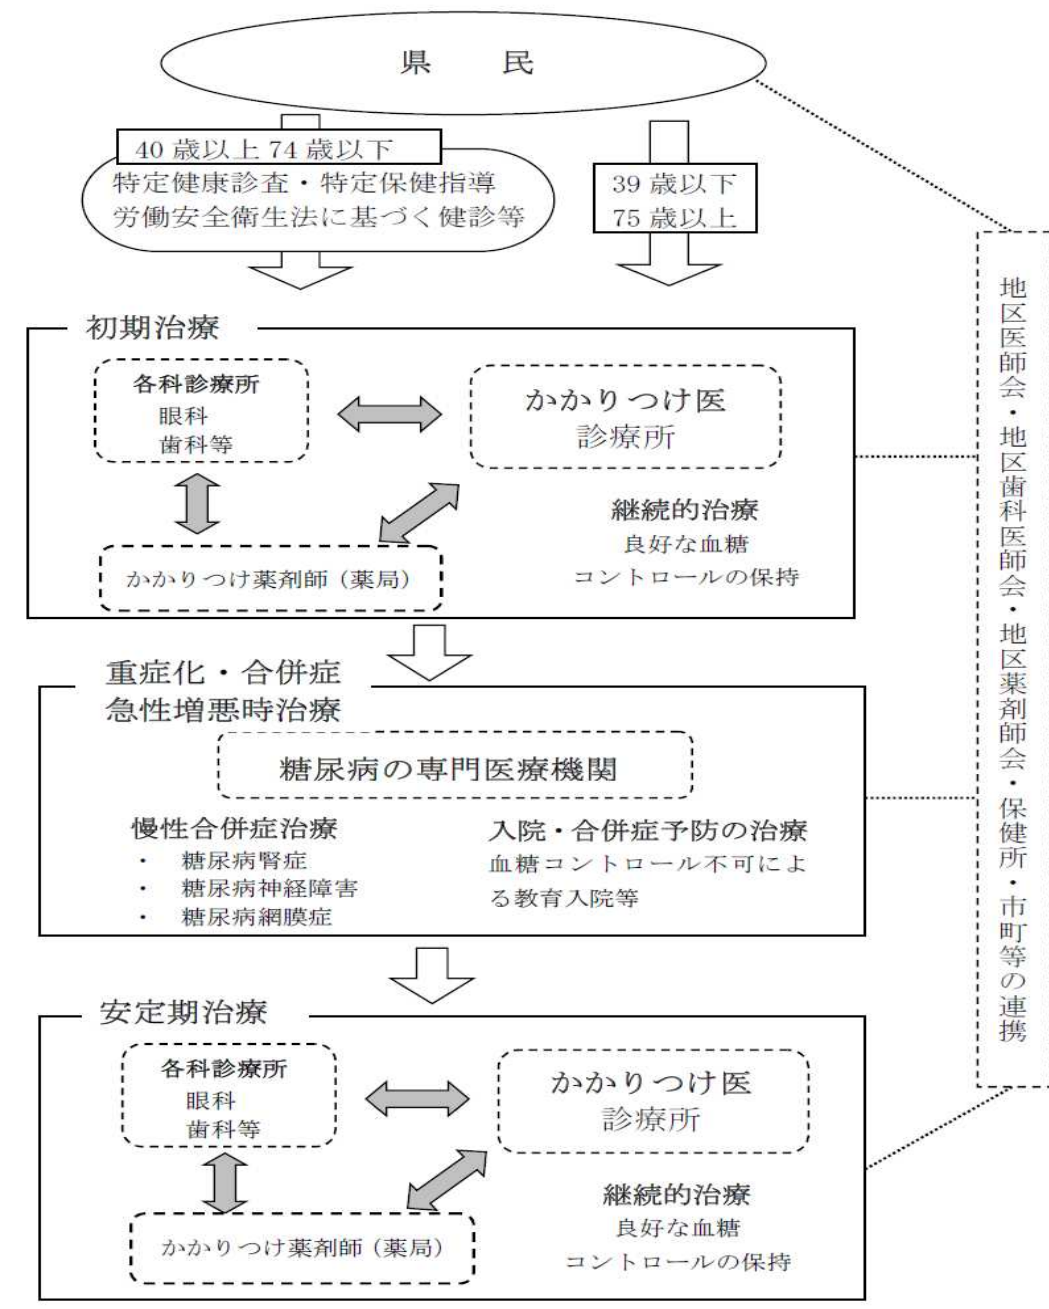 県　民
40歳以上74歳以下
特定健康診査・特定保健指導
労働安全衛生法に基づく健診等
39歳以下
75歳以上
初期治療
各科診療所
眼科
歯科等
かかりつけ医
診療所
かかりつけ薬剤師（薬局）
継続的治療
良好な血糖
コントロールの保持
重症化・合併症
急性増悪時治療
糖尿病の専門医療機関
慢性合併症治療
・　糖尿病腎症
・　糖尿病神経障害
・　糖尿病網膜症
入院・合併症予防の治療
血糖コントロール不可によ
る教育入院等
安定期治療
各科診療所
眼科
歯科等
かかりつけ医
診療所
かかりつけ薬剤師（薬局）
継続的治療
良好な血糖
コントロールの保持
地区医師会・地区歯科医師会・地区薬剤師会・保健所・市町等の連携